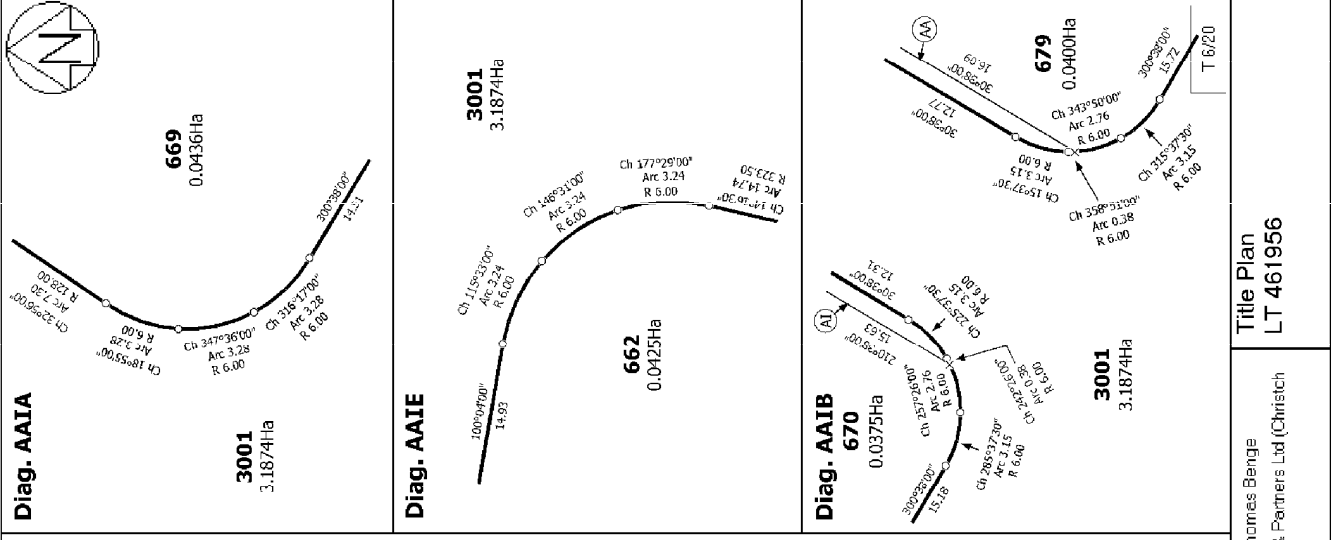 N
Diag. AAIA
669
0.0436Ha
3001
3.1874Ha
Ch 32°56'00"
Arc 7.30
R 128.00
Ch 18°55'00"
Arc 3.28
R 6.00
Ch 347°36'00"
Arc 3.28
R 6.00
Ch 316°17'00"
Arc 3.28
R 6.00
300°38'00"
Diag. AAIE
3001
3.1874Ha
662
0.0425Ha
100°04'00"
14.93
Ch 115°33'00"
Arc 3.24
R 6.00
Ch 146°31'00"
Arc 3.24
R 6.00
Ch 177°29'00"
Arc 3.24
R 6.00
Arc 14.74
R 323.50
Diag. AAIB
670
0.0375Ha
AI
210°38'00"
15.63
30°38'00"
12.31
Ch 225°37'30"
Arc 3.15
R 6.00
Ch 242°26'00"
Arc 0.38
R 6.00
Ch 257°26'00"
Arc 2.76
R 6.00
Ch 285°37'30"
Arc 3.15
R 6.00
300°38'00"
15.18
3001
3.1874Ha
AA
30°38'00"
16.09
30°38'00"
12.77
679
0.0400Ha
Ch 15°37'30"
Arc 3.15
R 6.00
Ch 358°51'00"
Arc 0.38
R 6.00
Ch 343°50'00"
Arc 2.76
R 6.00
Ch 315°37'30"
Arc 3.15
R 6.00
300°38'00"
15.72
T 6/20
Title Plan
LT 461956
homas Benge
& Partners Ltd (Christch